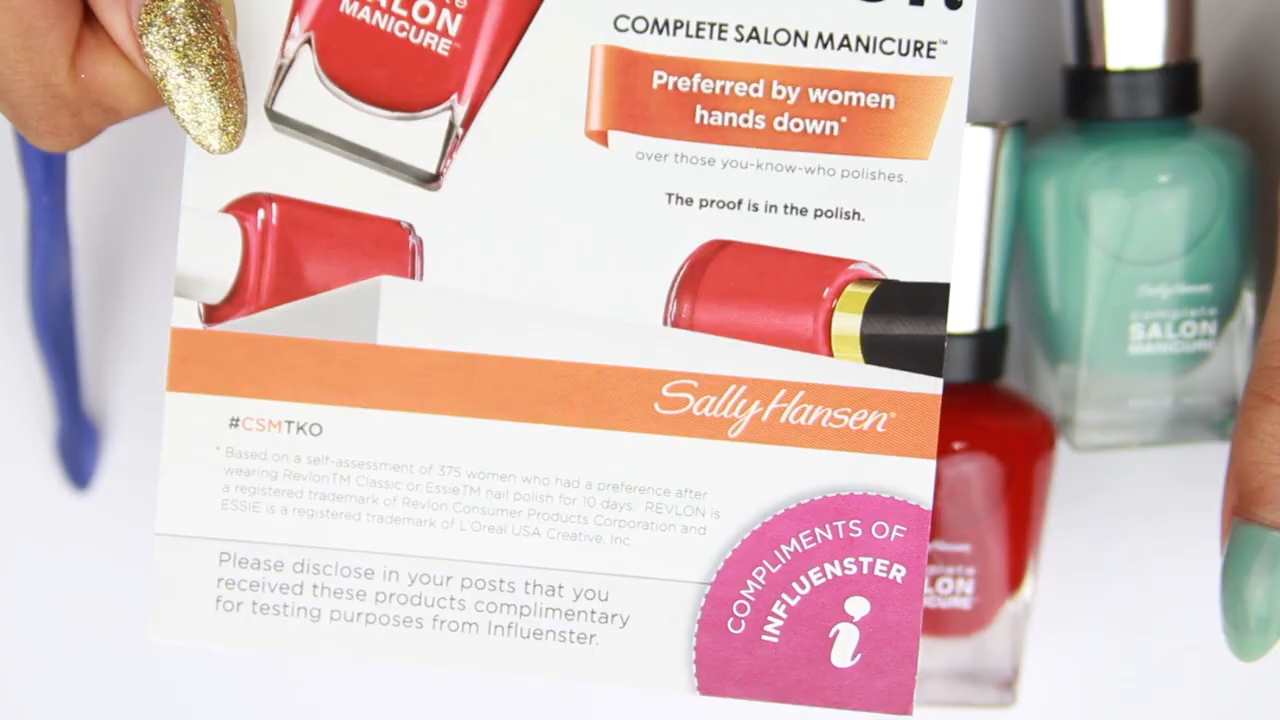 SALON
MANICURE™
COMPLETE SALON MANICURE™
Preferred by women
hands down*
over those you-know-who polishes.
The proof is in the polish.
Sally Hansen®
#CSMTKO
* Based on a self-assessment of 375 women who had a preference after
wearing RevlonTM Classic or EssieTM nail polish for 10 days. REVLON is
a registered trademark of Revlon Consumer Products Corporation and
ESSIE is a registered trademark of L'Oreal USA Creative, Inc.
Please disclose in your posts that you
received these products complimentary
for testing purposes from Influenster.
COMPLIMENTS OF
INFLUENSTER
i
Sally Hansen
complete
SALON
MANICURE